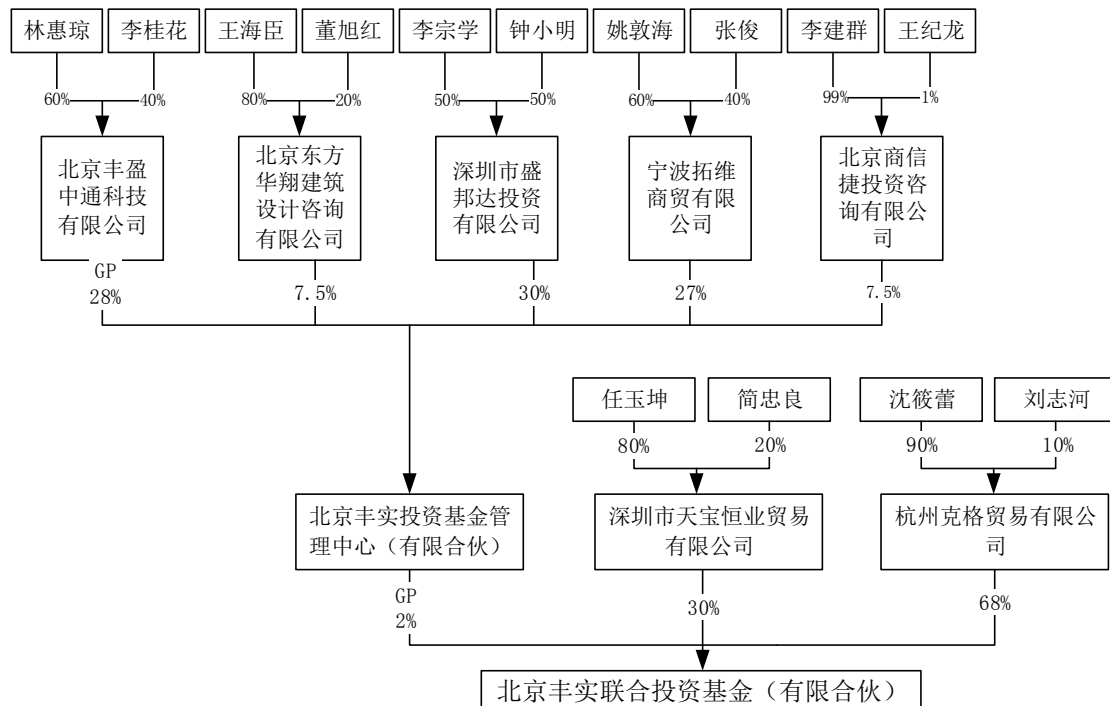 林惠琼
李桂花
王海臣
董旭红
李宗学
钟小明
姚敦海
张俊
李建群
王纪龙
60%
40%
80%
20%
50%
50%
60%
40%
99%
1%
北京丰盈
中通科技
有限公司
北京东方
华翔建筑
设计咨询
有限公司
深圳市盛
邦达投资
有限公司
宁波拓维
商贸有限
公司
北京商信
捷投资咨
询有限公
司
GP
28%
7.5%
30%
27%
7.5%
任玉坤
简忠良
沈筱蕾
刘志河
80%
20%
90%
10%
北京丰实投资基金管
理中心（有限合伙）
深圳市天宝恒业贸易
有限公司
杭州克格贸易有限公
司
GP
2%
30%
68%
北京丰实联合投资基金（有限合伙）